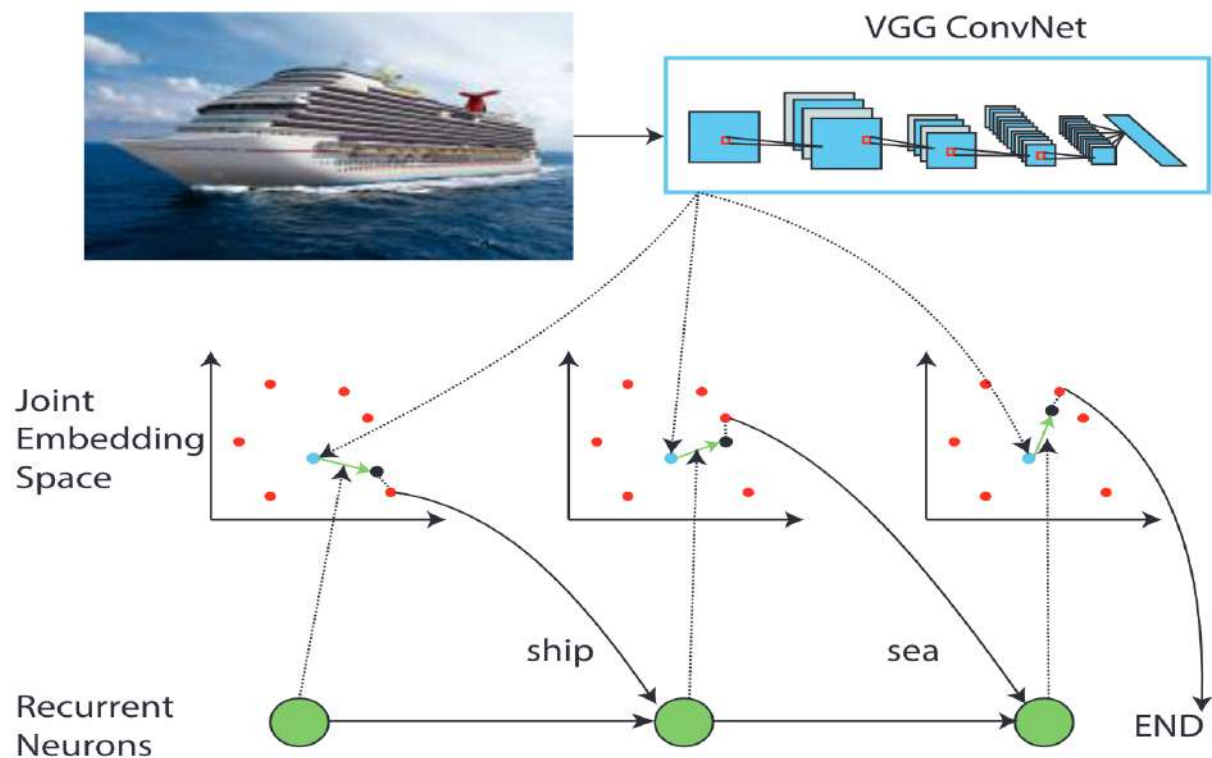 VGG ConvNet
Joint
Embedding
Space
ship
sea
Recurrent
Neurons
END